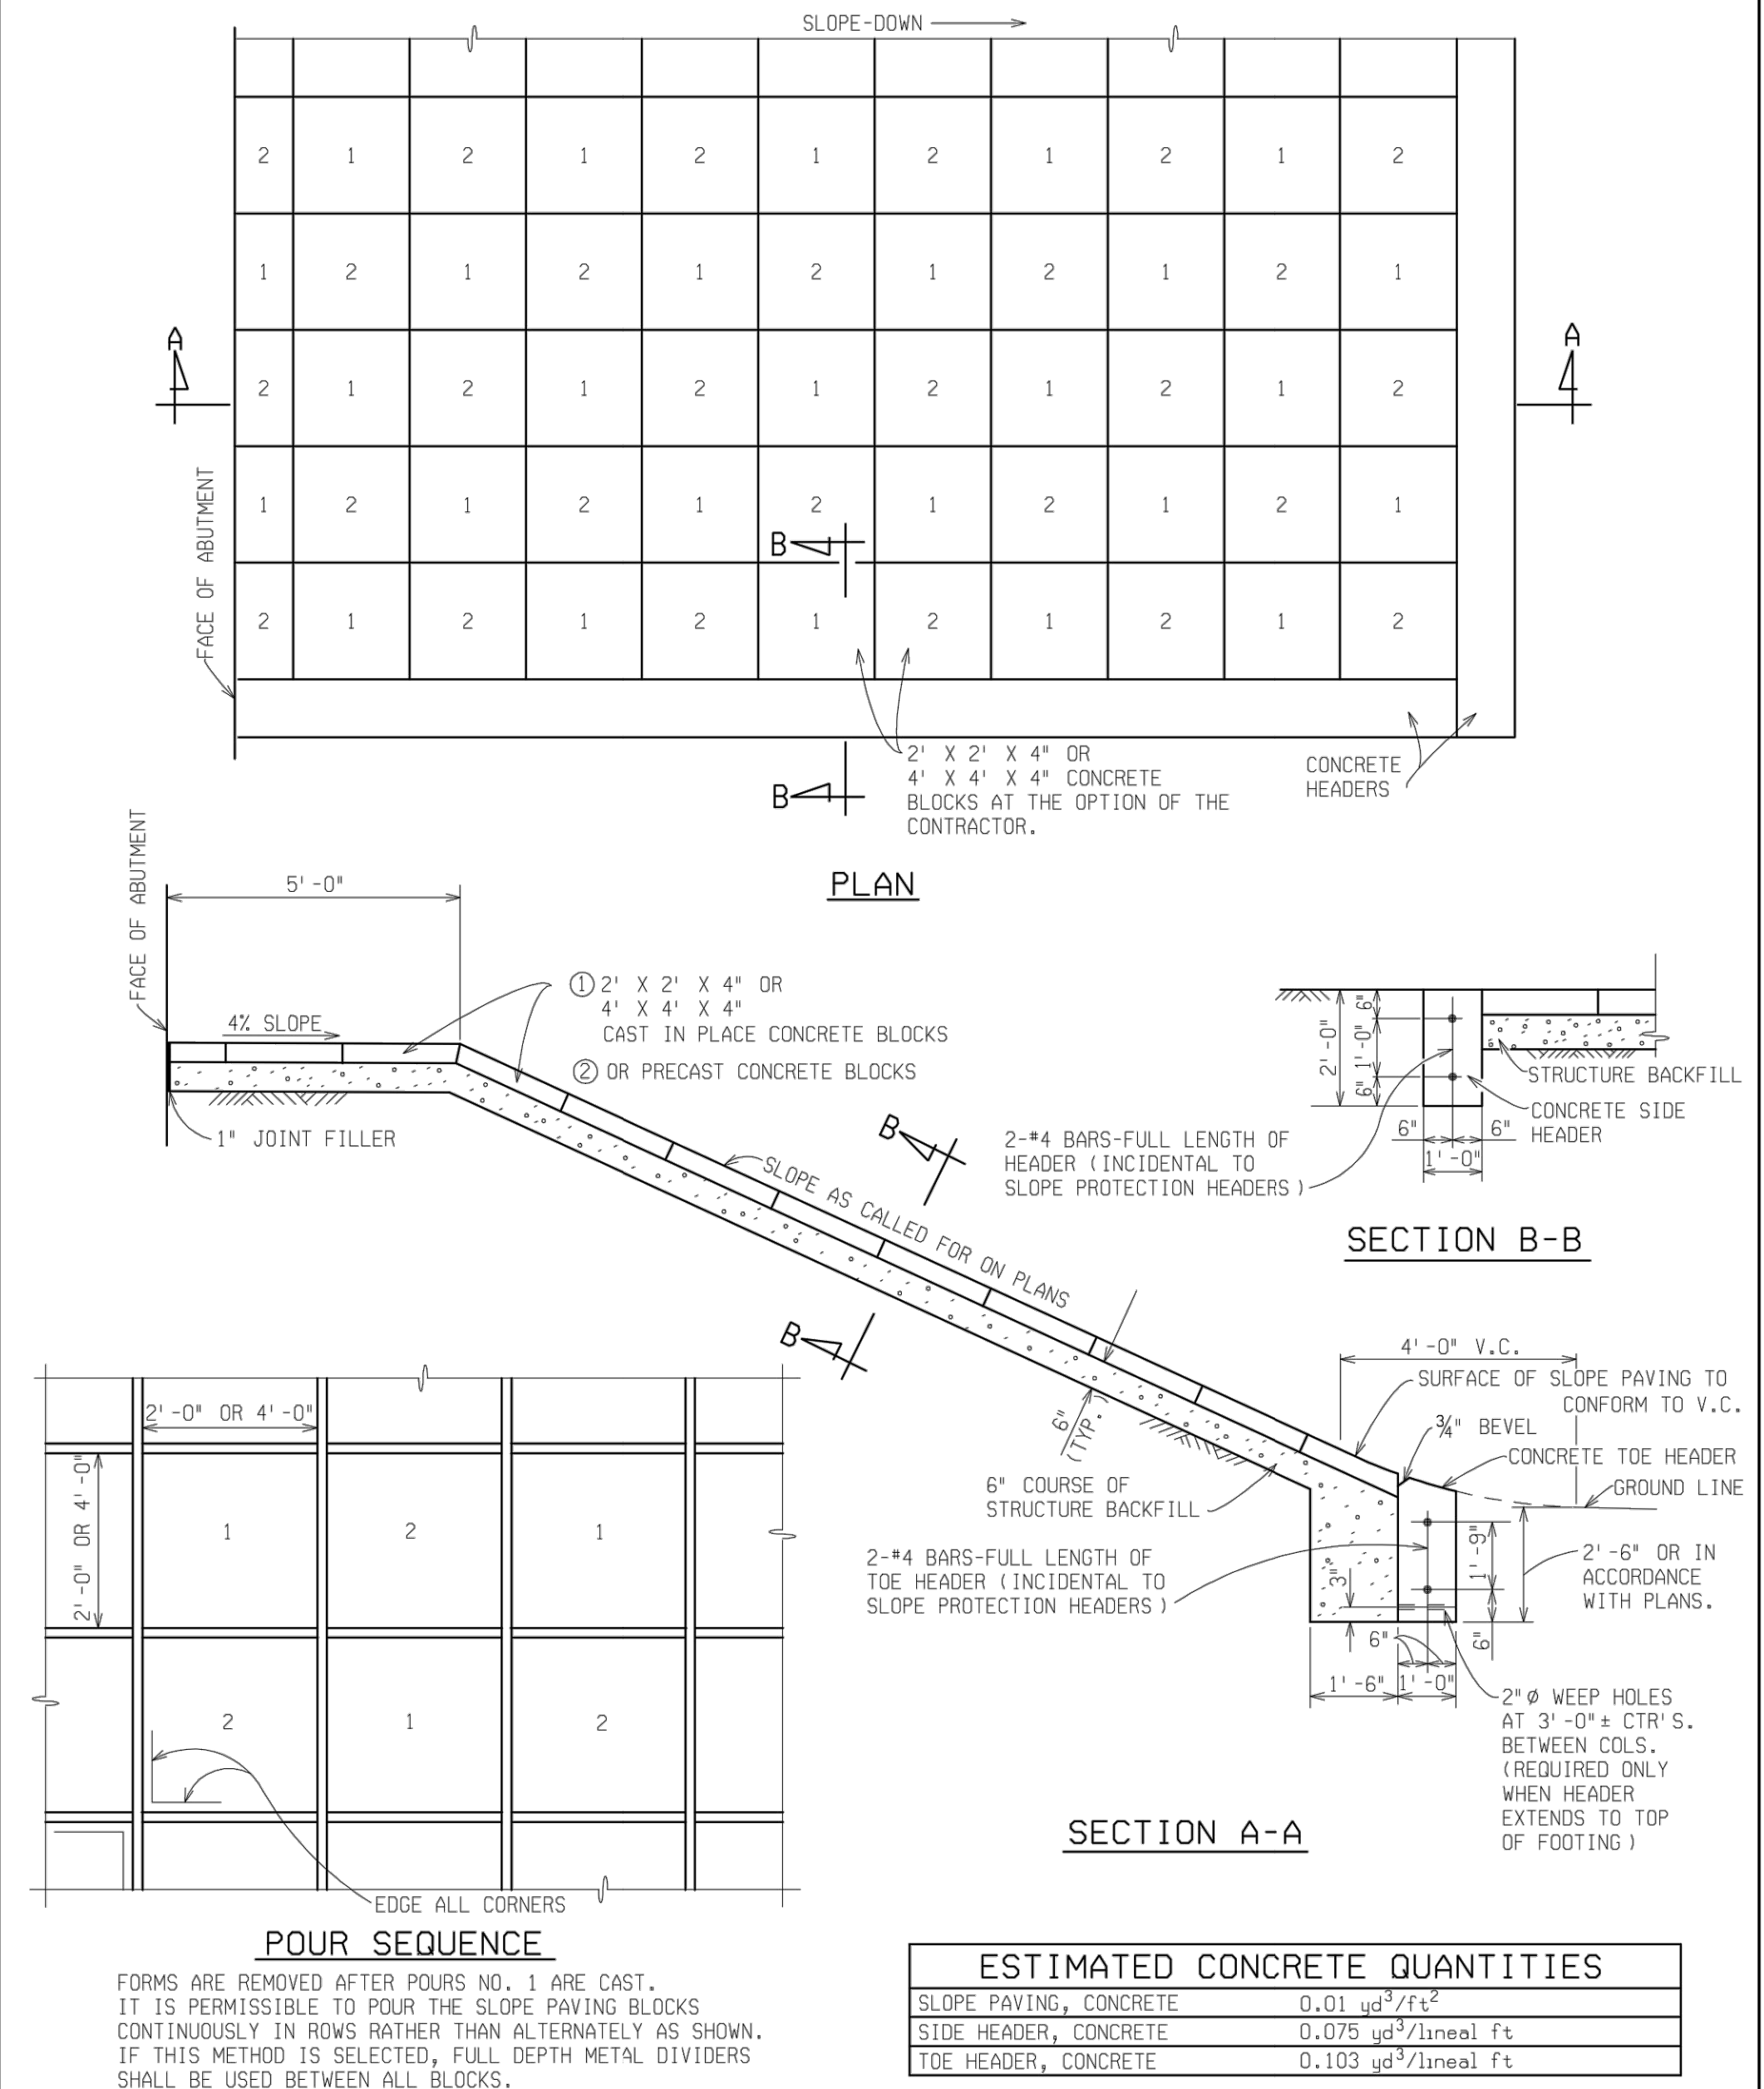 SLOPE-DOWN
2 1 2 1 2 1 2 1 2 1 2
1 2 1 2 1 2 1 2 1 2 1
A
A
2 1 2 1 2 1 2 1 2 1 2
FACE OF ABUTMENT
1 2 1 2 1 2 1 2 1 2 1
B
2 1 2 1 2 1 2 1 2 1 2
B
2' X 2' X 4" OR
4' X 4' X 4" CONCRETE
BLOCKS AT THE OPTION OF THE
CONTRACTOR.
CONCRETE
HEADERS
PLAN
FACE OF ABUTMENT
5'-0"
4% SLOPE
① 2' X 2' X 4" OR
4' X 4' X 4"
CAST IN PLACE CONCRETE BLOCKS
② OR PRECAST CONCRETE BLOCKS
1" JOINT FILLER
B
SLOPE AS CALLED FOR ON PLANS
B
2'-0"
6"
1'-0"
6"
STRUCTURE BACKFILL
CONCRETE SIDE
HEADER
6"
6"
1'-0"
2-#4 BARS-FULL LENGTH OF
HEADER (INCIDENTAL TO
SLOPE PROTECTION HEADERS)
SECTION B-B
4'-0" V.C.
SURFACE OF SLOPE PAVING TO
CONFORM TO V.C.
¾" BEVEL
CONCRETE TOE HEADER
GROUND LINE
6"
(TYP.)
6" COURSE OF
STRUCTURE BACKFILL
2-#4 BARS-FULL LENGTH OF
TOE HEADER (INCIDENTAL TO
SLOPE PROTECTION HEADERS)
3"
1'-9"
2'-6" OR IN
ACCORDANCE
WITH PLANS.
6"
6"
1'-6"
1'-0"
2"Ø WEEP HOLES
AT 3'-0"± CTR'S.
BETWEEN COLS.
(REQUIRED ONLY
WHEN HEADER
EXTENDS TO TOP
OF FOOTING)
SECTION A-A
2'-0" OR 4'-0"
2'-0" OR 4'-0"
1 2 1
2 1 2
EDGE ALL CORNERS
POUR SEQUENCE
FORMS ARE REMOVED AFTER POURS NO. 1 ARE CAST.
IT IS PERMISSIBLE TO POUR THE SLOPE PAVING BLOCKS
CONTINUOUSLY IN ROWS RATHER THAN ALTERNATELY AS SHOWN.
IF THIS METHOD IS SELECTED, FULL DEPTH METAL DIVIDERS
SHALL BE USED BETWEEN ALL BLOCKS.
ESTIMATED CONCRETE QUANTITIES
SLOPE PAVING, CONCRETE 0.01 yd³/ft²
SIDE HEADER, CONCRETE 0.075 yd³/lineal ft
TOE HEADER, CONCRETE 0.103 yd³/lineal ft